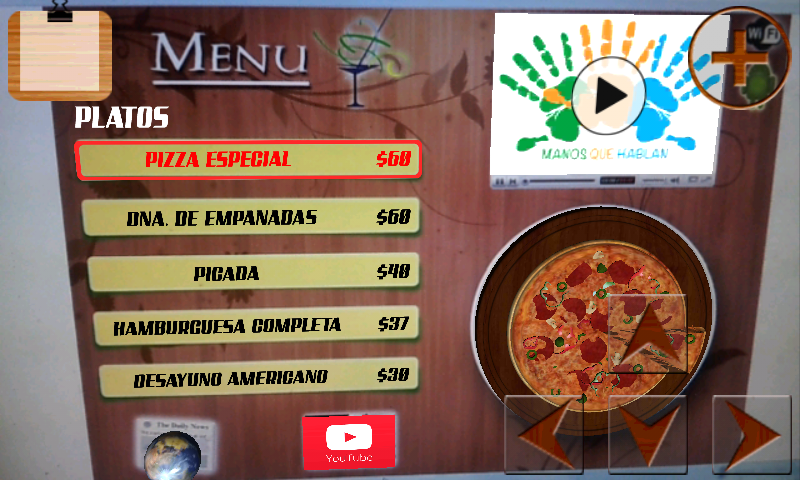 MENU
WiFi
PLATOS
MANOS QUE HABLAN
PIZZA ESPECIAL $60
DNA. DE EMPANADAS $60
PICADA $40
HAMBURGUESA COMPLETA $37
DESAYUNO AMERICANO $30
The Daily News
YouTube